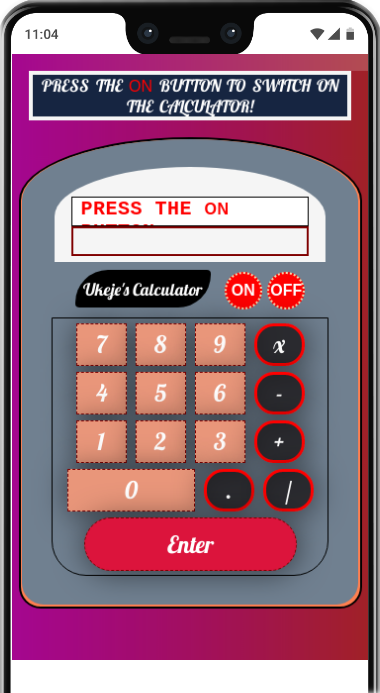 11:04
PRESS THE ON BUTTON TO SWITCH ON
THE CALCULATOR!
PRESS THE ON
BUTTON
Ukeje's Calculator ON OFF
7 8 9 x
4 5 6 -
1 2 3 +
0 . /
Enter